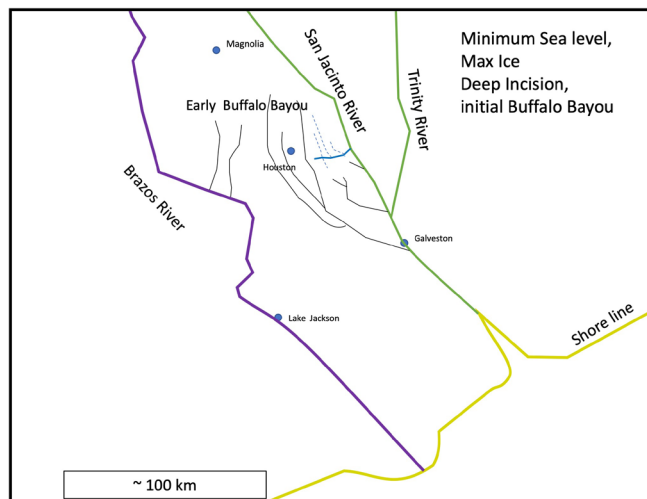 Magnolia
San Jacinto River
Trinity River
Minimum Sea level,
Max Ice
Deep Incision,
initial Buffalo Bayou
Early Buffalo Bayou
Houston
Brazos River
Galveston
Lake Jackson
Shore line
~ 100 km